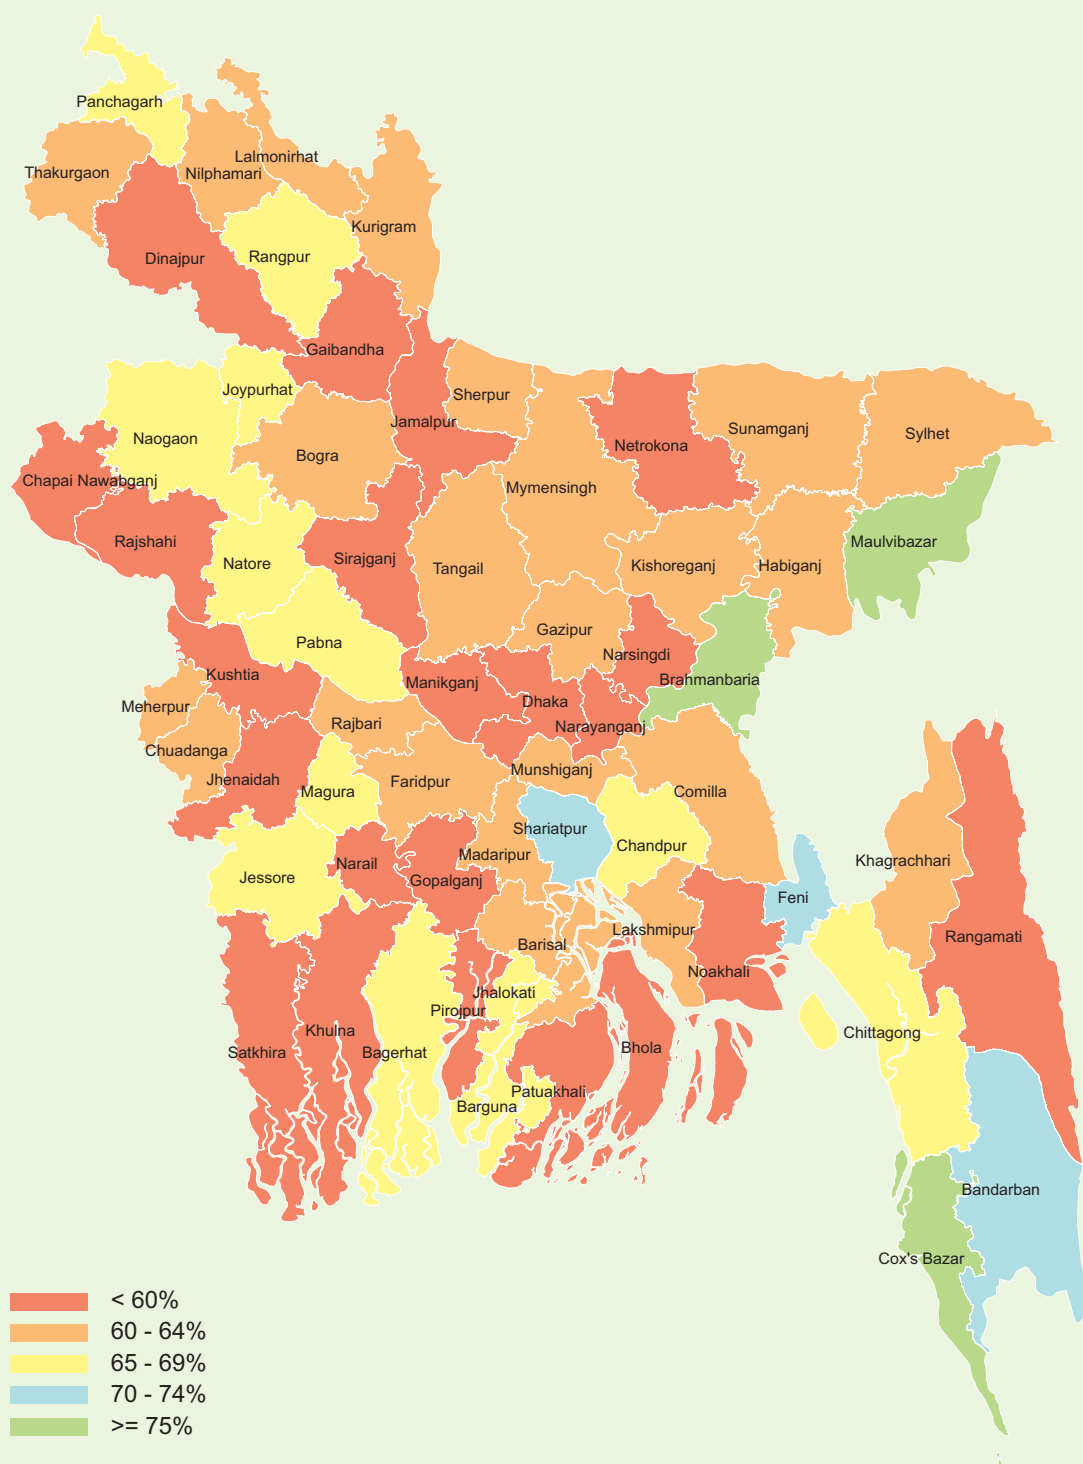 Panchagarh
Lalmonirhat
Thakurgaon
Nilphamari
Kurigram
Rangpur
Dinajpur
Gaibandha
Joypurhat
Sherpur
Jamalpur
Sunamganj
Sylhet
Naogaon
Netrokona
Bogra
Chapai Nawabganj
Mymensingh
Rajshahi
Maulvibazar
Sirajganj
Natore
Tangail
Kishoreganj
Habiganj
Gazipur
Pabna
Narsingdi
Kushtia
Manikganj
Brahmanbaria
Dhaka
Meherpur
Rajbari
Narayanganj
Chuadanga
Munshiganj
Jhenaidah
Faridpur
Magura
Comilla
Shariatpur
Chandpur
Madaripur
Narail
Khagrachhari
Jessore
Gopalganj
Feni
Lakshmipur
Rangamati
Barisal
Noakhali
Jhalokati
Pirojpur
Khulna
Chittagong
Satkhira
Bagerhat
Bhola
Patuakhali
Barguna
Bandarban
Cox's Bazar
< 60%
60 - 64%
65 - 69%
70 - 74%
>= 75%